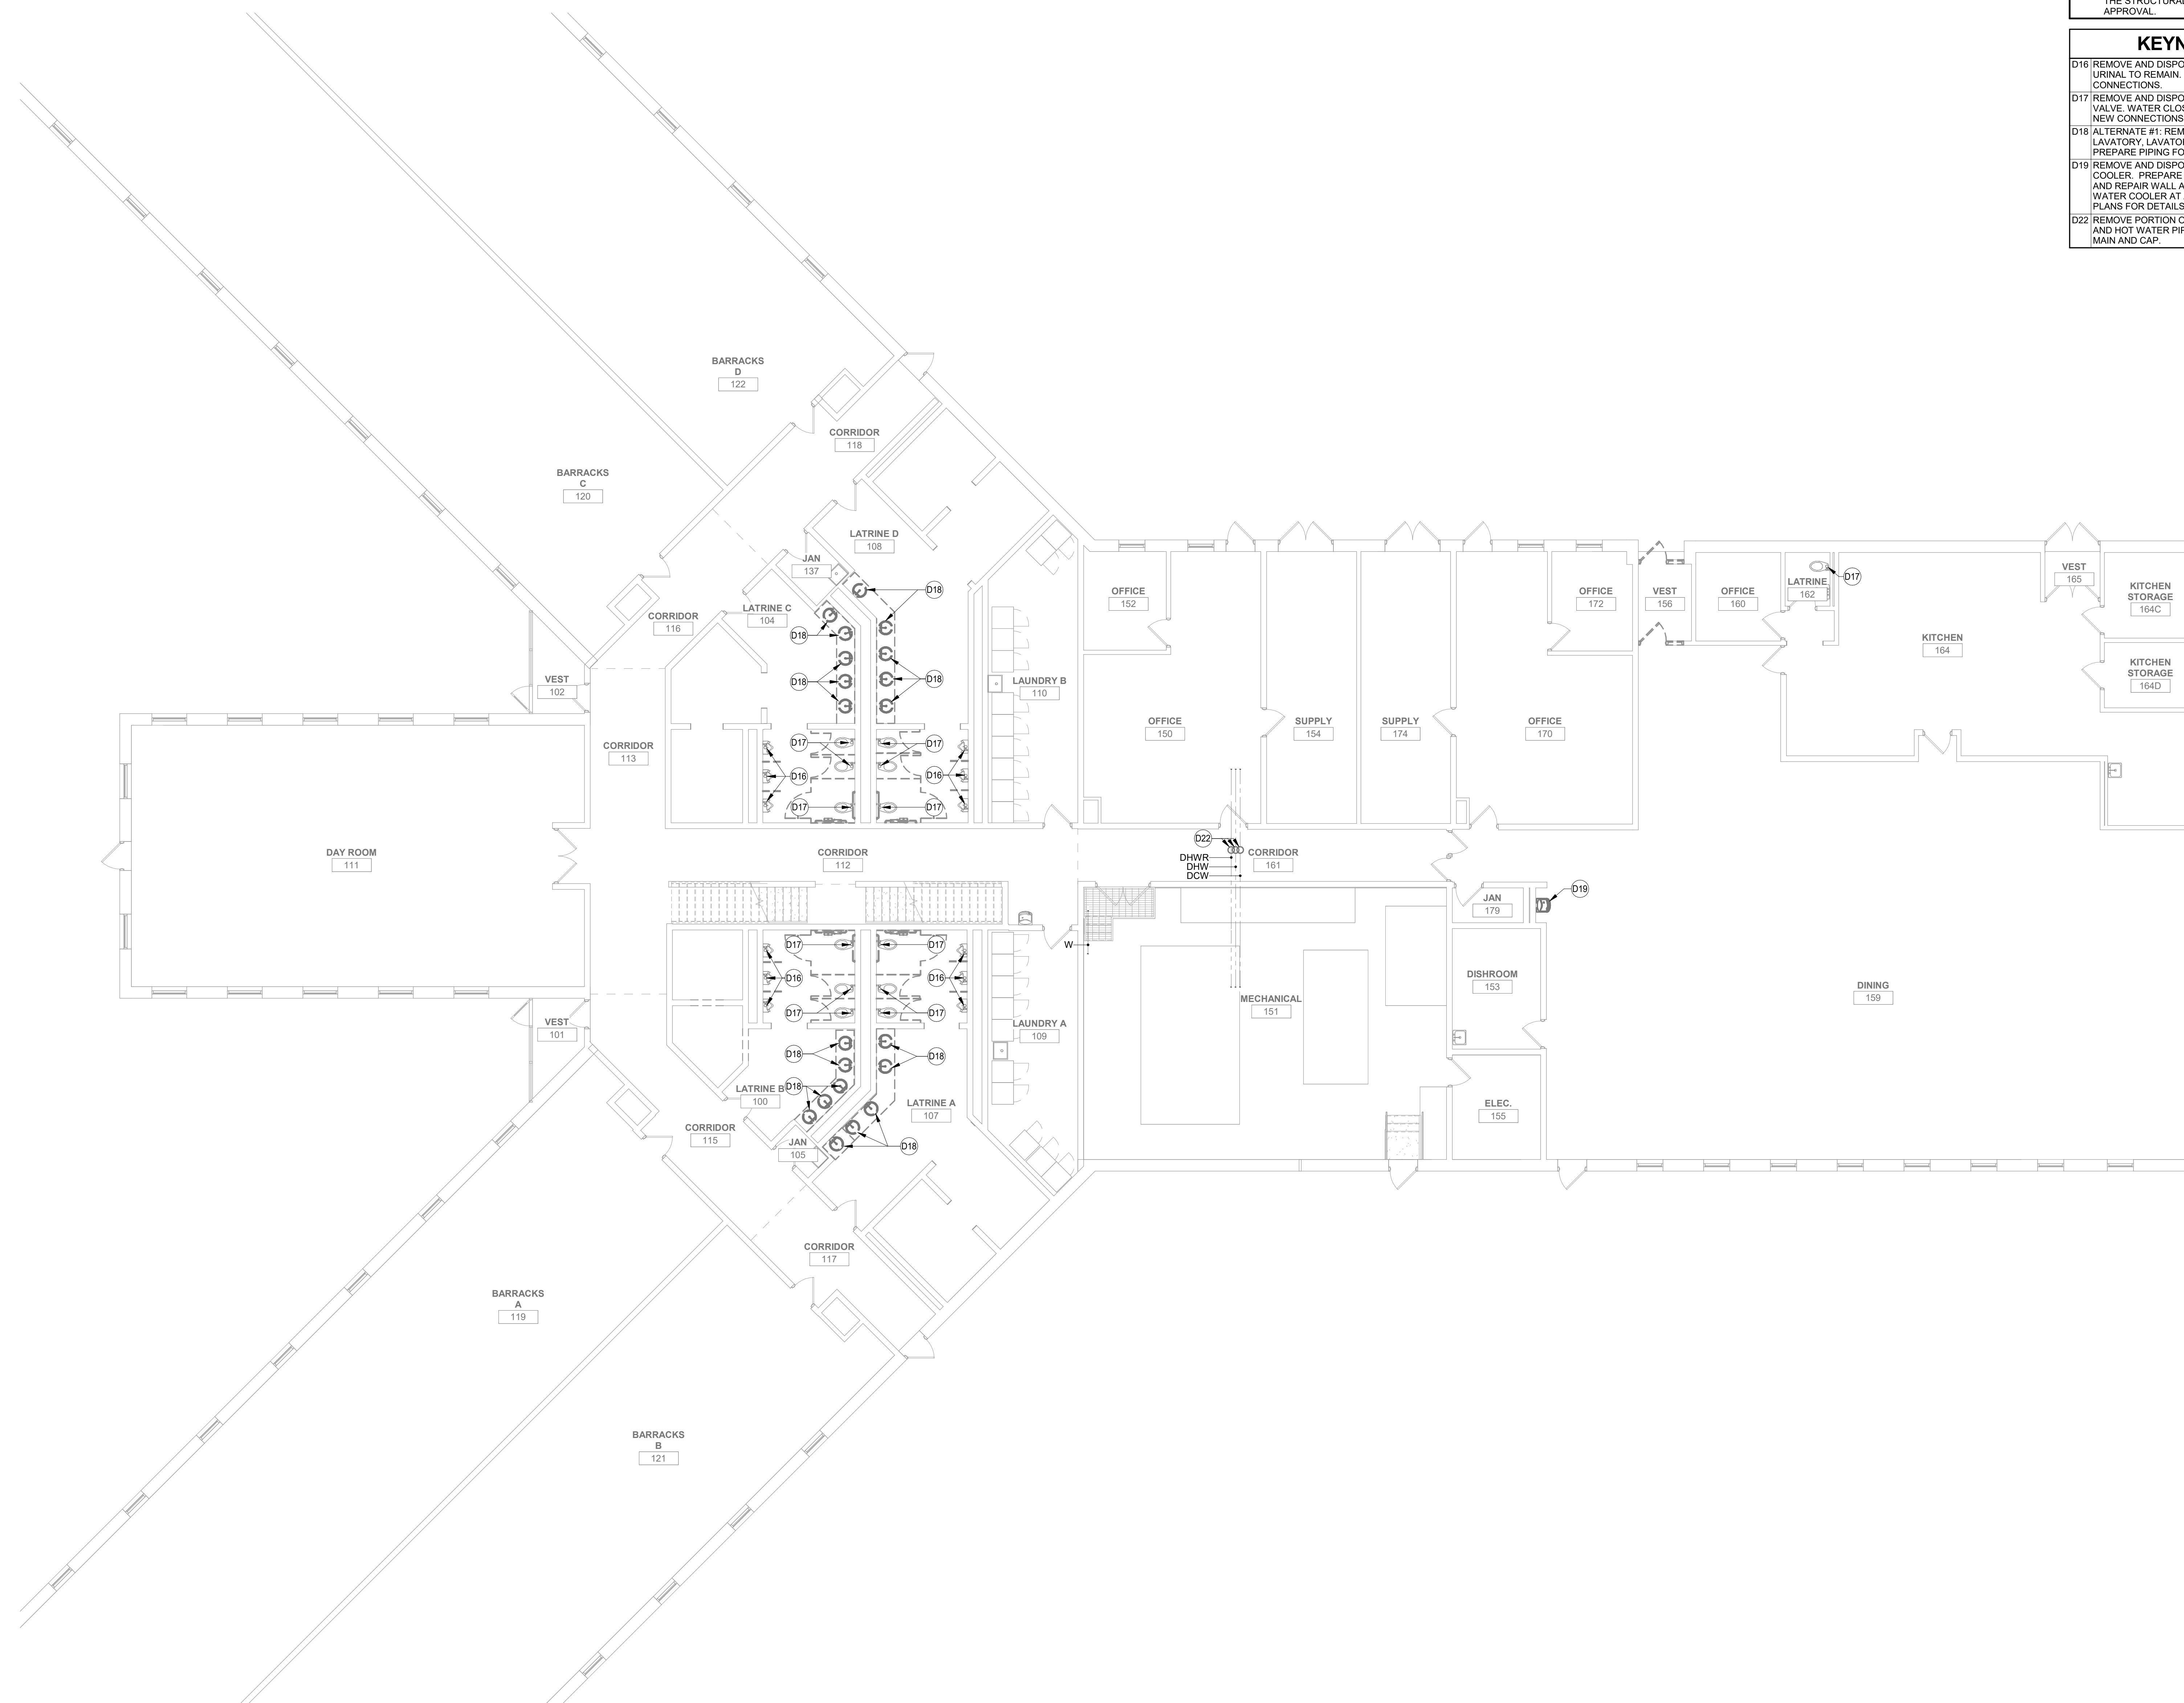 THE STRUCTURAL
APPROVAL.
KEYN
D16 REMOVE AND DISPO
URINAL TO REMAIN.
CONNECTIONS.
D17 REMOVE AND DISPO
VALVE. WATER CLOS
NEW CONNECTIONS
D18 ALTERNATE #1: REM
LAVATORY, LAVATO
PREPARE PIPING FO
D19 REMOVE AND DISPO
COOLER. PREPARE
AND REPAIR WALL A
WATER COOLER AT
PLANS FOR DETAILS
D22 REMOVE PORTION O
AND HOT WATER PIP
MAIN AND CAP.
BARRACKS
D
122
CORRIDOR
118
BARRACKS
C
120
LATRINE D
108
JAN
137
D18
LATRINE C
104
CORRIDOR
116
D18
D18
D18
VEST
102
LAUNDRY B
110
OFFICE
152
OFFICE
172
VEST
156
OFFICE
160
LATRINE
162
D17
VEST
165
KITCHEN
STORAGE
164C
KITCHEN
164
KITCHEN
STORAGE
164D
OFFICE
150
SUPPLY
154
SUPPLY
174
OFFICE
170
CORRIDOR
113
D17
D17
D16
D16
D17
D17
DAY ROOM
111
CORRIDOR
112
D22
DHWR
DHW
DCW
CORRIDOR
161
JAN
179
D19
W
D17
D17
D16
D16
D17
D17
MECHANICAL
151
DISHROOM
153
DINING
159
VEST
101
LAUNDRY A
109
D18
D18
D18
LATRINE B
100
LATRINE A
107
ELEC.
155
CORRIDOR
115
JAN
105
D18
CORRIDOR
117
BARRACKS
A
119
BARRACKS
B
121